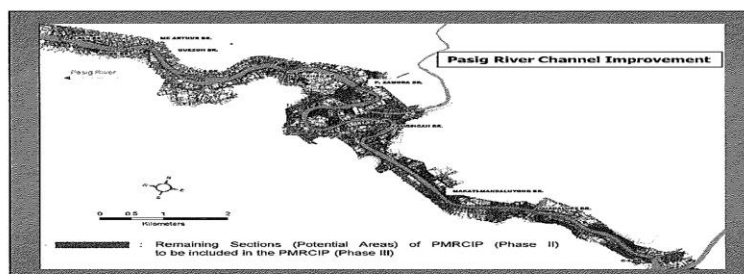 MC ARTHUR BR.
QUEZON BR.
Pasig River Channel Improvement
Pasig River
P. ZAMORA BR.
MAKATI-MANDALUYONG BR.
N
E
S
0 0.5 1 2
Kilometers
: Remaining Sections (Potential Areas) of PMRCIP (Phase II)
to be included in the PMRCIP (Phase III)